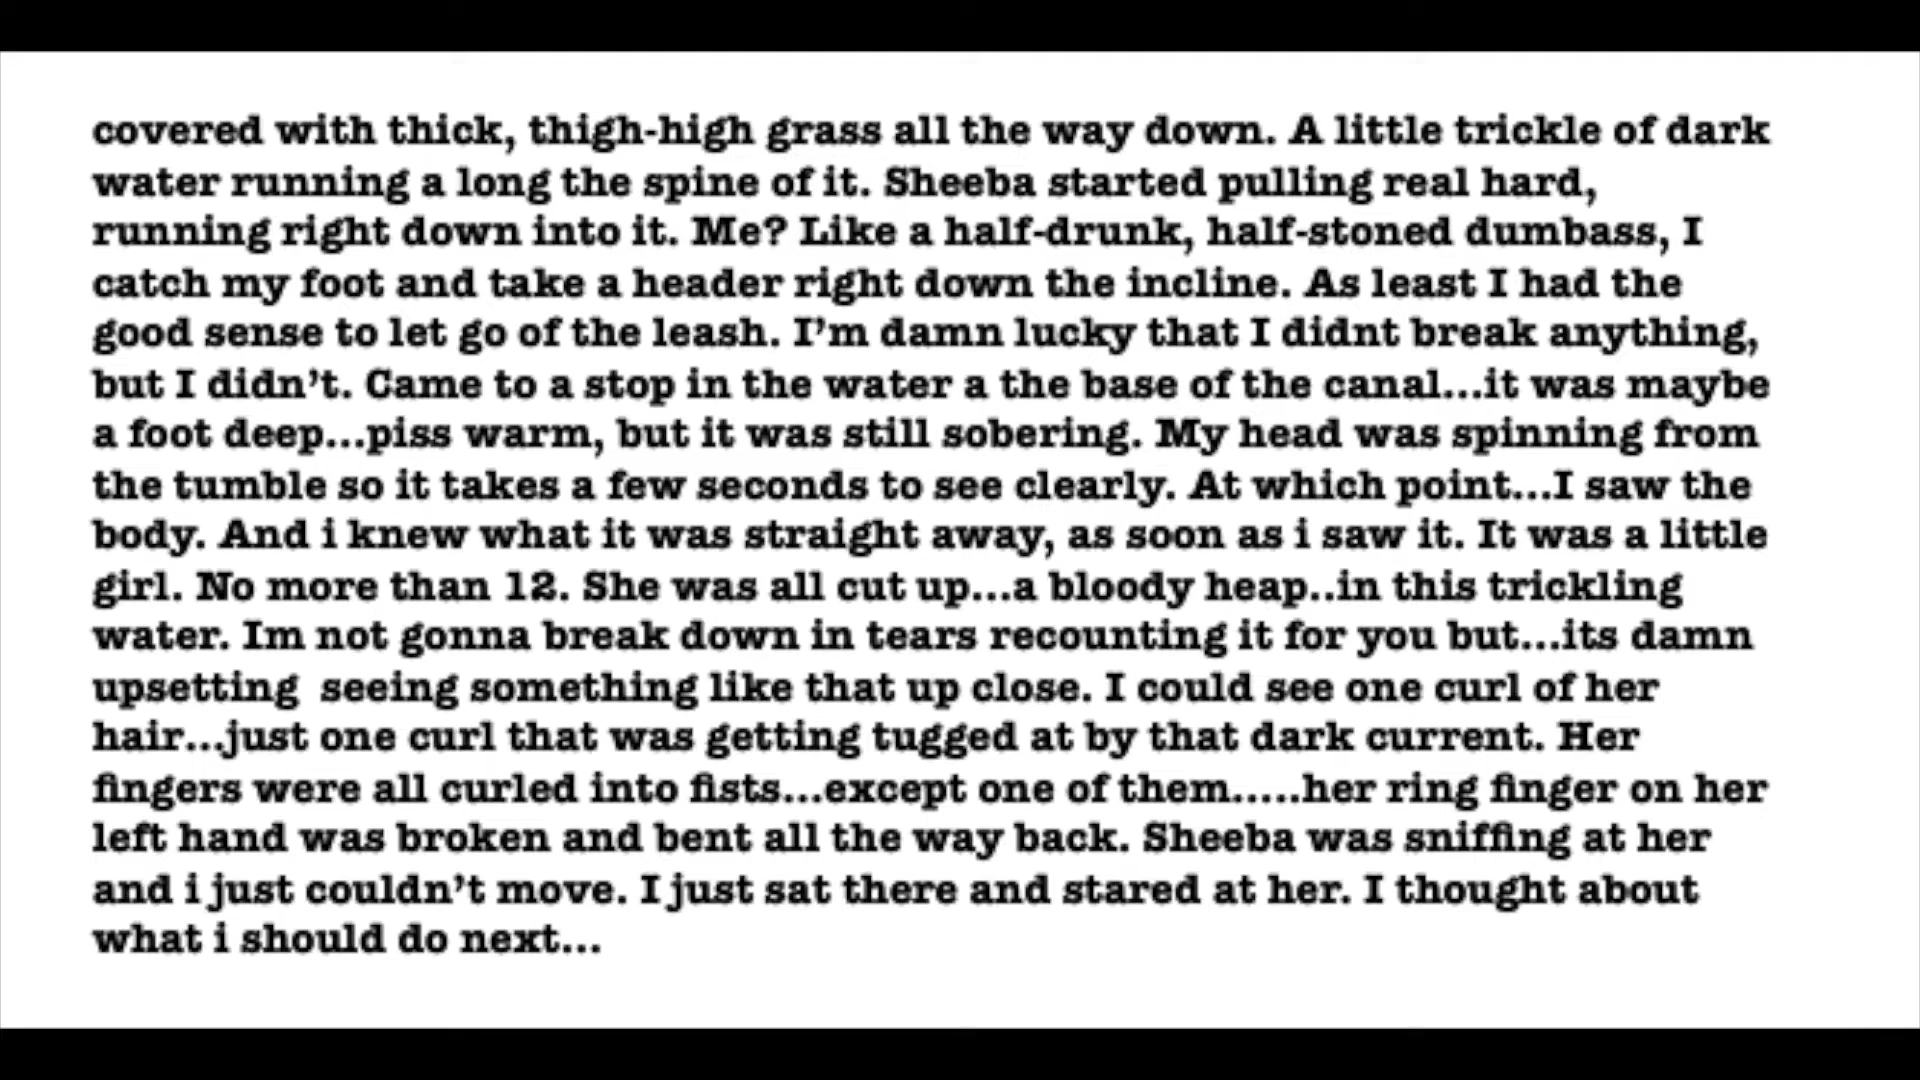 covered with thick, thigh-high grass all the way down. A little trickle of dark
water running a long the spine of it. Sheeba started pulling real hard,
running right down into it. Me? Like a half-drunk, half-stoned dumbass, I
catch my foot and take a header right down the incline. As least I had the
good sense to let go of the leash. I’m damn lucky that I didnt break anything,
but I didn’t. Came to a stop in the water a the base of the canal...it was maybe
a foot deep...piss warm, but it was still sobering. My head was spinning from
the tumble so it takes a few seconds to see clearly. At which point...I saw the
body. And i knew what it was straight away, as soon as i saw it. It was a little
girl. No more than 12. She was all cut up...a bloody heap..in this trickling
water. Im not gonna break down in tears recounting it for you but...its damn
upsetting  seeing something like that up close. I could see one curl of her
hair...just one curl that was getting tugged at by that dark current. Her
fingers were all curled into fists...except one of them.....her ring finger on her
left hand was broken and bent all the way back. Sheeba was sniffing at her
and i just couldn’t move. I just sat there and stared at her. I thought about
what i should do next...